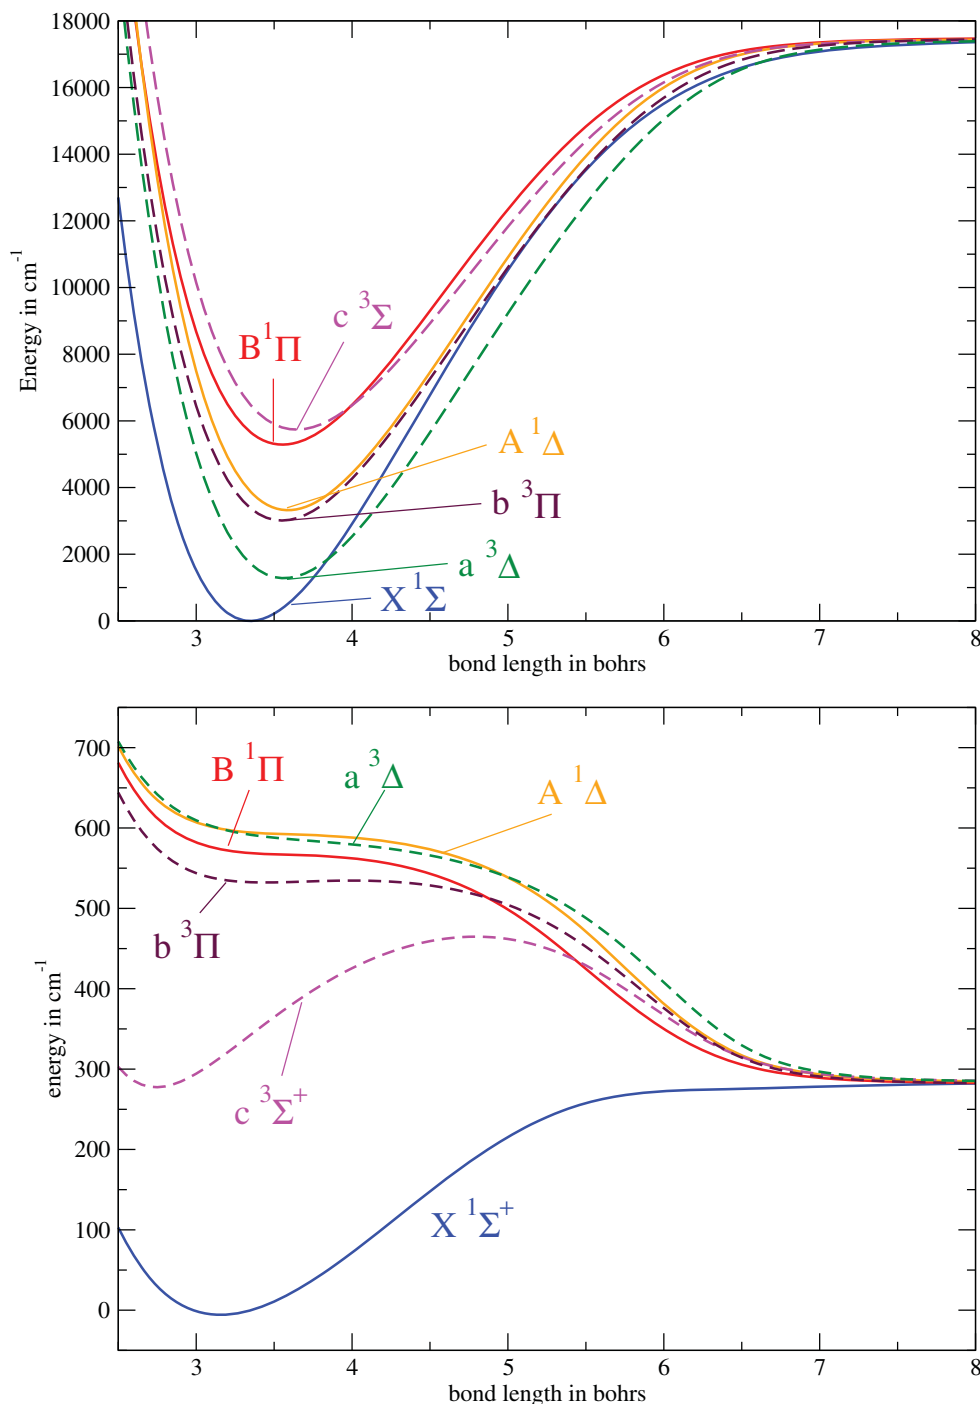 18000
16000
14000
12000
10000
8000
6000
4000
2000
0
Energy in cm⁻¹
c ³Σ
B¹Π
A ¹Δ
b ³Π
a ³Δ
X ¹Σ
3 4 5 6 7 8
bond length in bohrs
700
600
500
400
300
200
100
0
energy in cm⁻¹
B ¹Π
a ³Δ
A ¹Δ
b ³Π
c ³Σ⁺
X ¹Σ⁺
3 4 5 6 7 8
bond length in bohrs